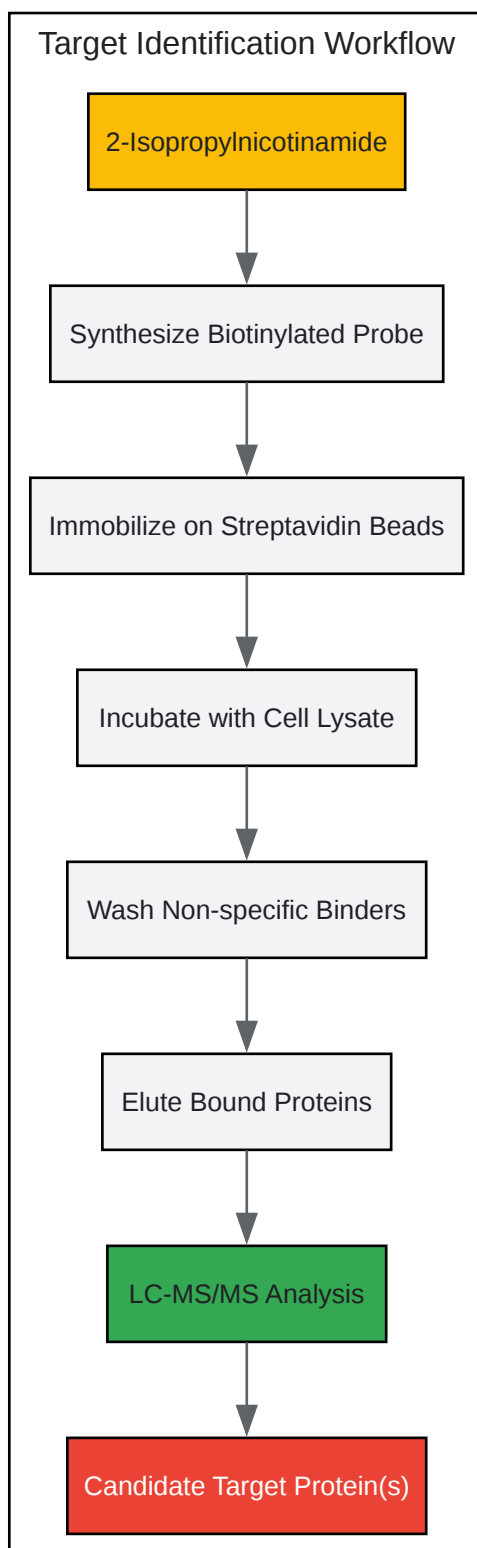 Target Identification Workflow
2-Isopropylnicotinamide
Synthesize Biotinylated Probe
Immobilize on Streptavidin Beads
Incubate with Cell Lysate
Wash Non-specific Binders
Elute Bound Proteins
LC-MS/MS Analysis
Candidate Target Protein(s)